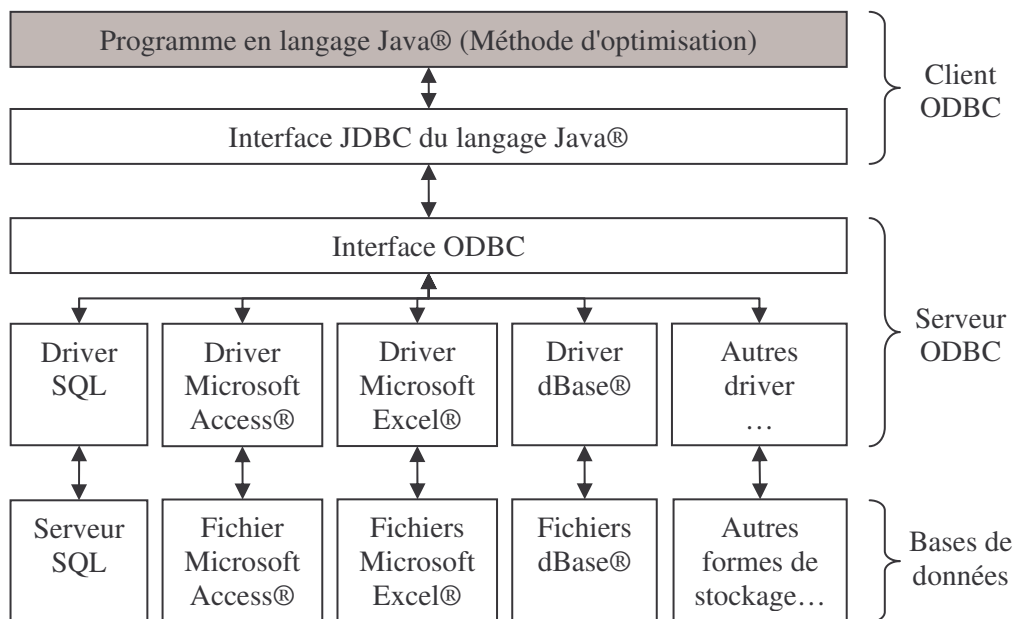 Programme en langage Java® (Méthode d'optimisation)
Interface JDBC du langage Java®
Client
ODBC
Interface ODBC
Driver
SQL
Driver
Microsoft
Access®
Driver
Microsoft
Excel®
Driver
dBase®
Autres
driver
…
Serveur
ODBC
Serveur
SQL
Fichier
Microsoft
Access®
Fichiers
Microsoft
Excel®
Fichiers
dBase®
Autres
formes de
stockage…
Bases de
données